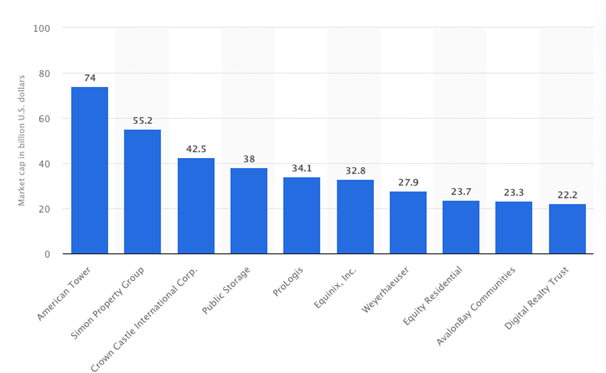 Market cap in billion U.S. dollars
100
80
60
40
20
0
74
55.2
42.5
38
34.1
32.8
27.9
23.7
23.3
22.2
American Tower
Simon Property Group
Crown Castle International Corp.
Public Storage
ProLogis
Equinix, Inc.
Weyerhaeuser
Equity Residential
AvalonBay Communities
Digital Realty Trust